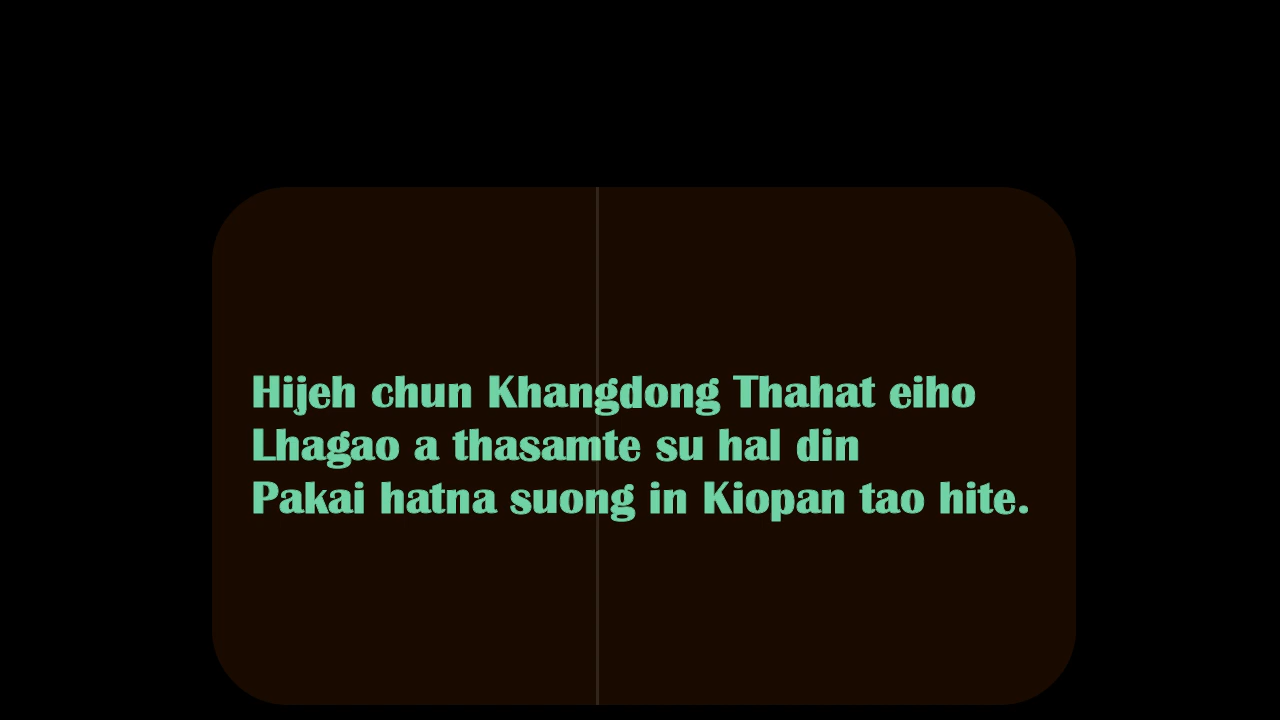 Hijeh chun Khangdong Thahat eiho
Lhagao a thasamte su hal din
Pakai hatna suong in Kiopan tao hite.